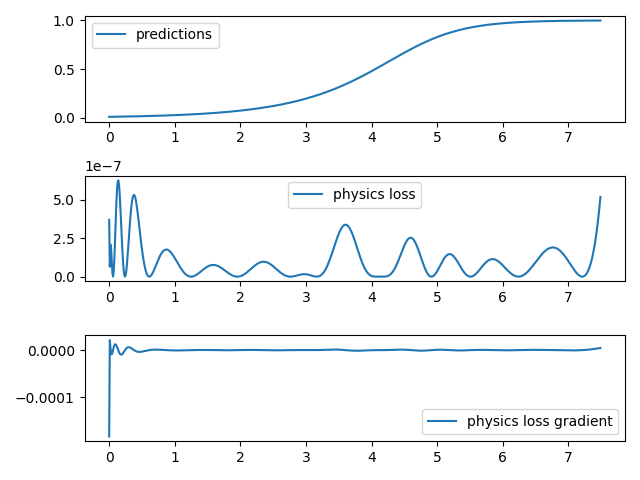 1.0
predictions
0.5
0.0
0 1 2 3 4 5 6 7
1e−7
physics loss
5.0
2.5
0.0
0 1 2 3 4 5 6 7
0.0000
−0.0001
physics loss gradient
0 1 2 3 4 5 6 7